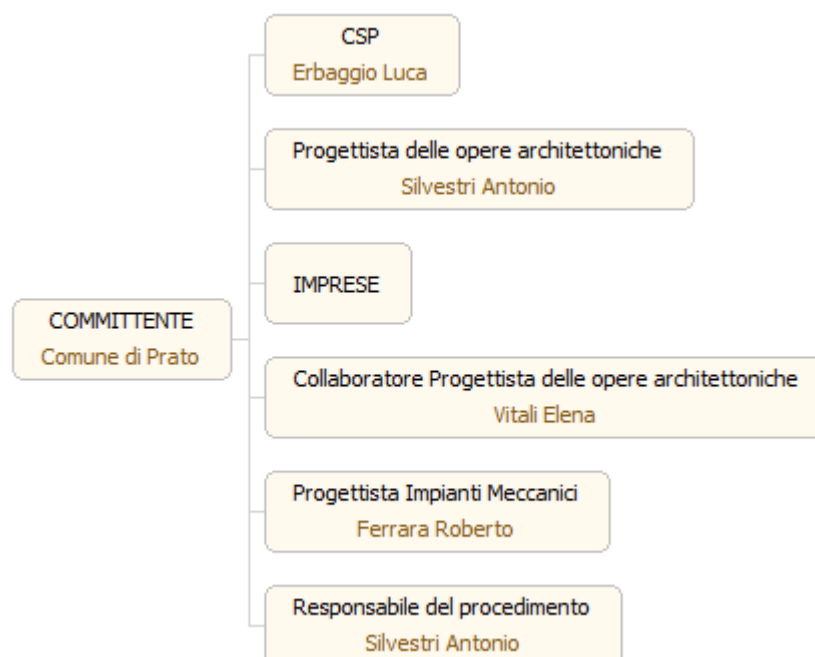 CSP
Erbaggio Luca
Progettista delle opere architettoniche
Silvestri Antonio
IMPRESE
COMMITTENTE
Comune di Prato
Collaboratore Progettista delle opere architettoniche
Vitali Elena
Progettista Impianti Meccanici
Ferrara Roberto
Responsabile del procedimento
Silvestri Antonio